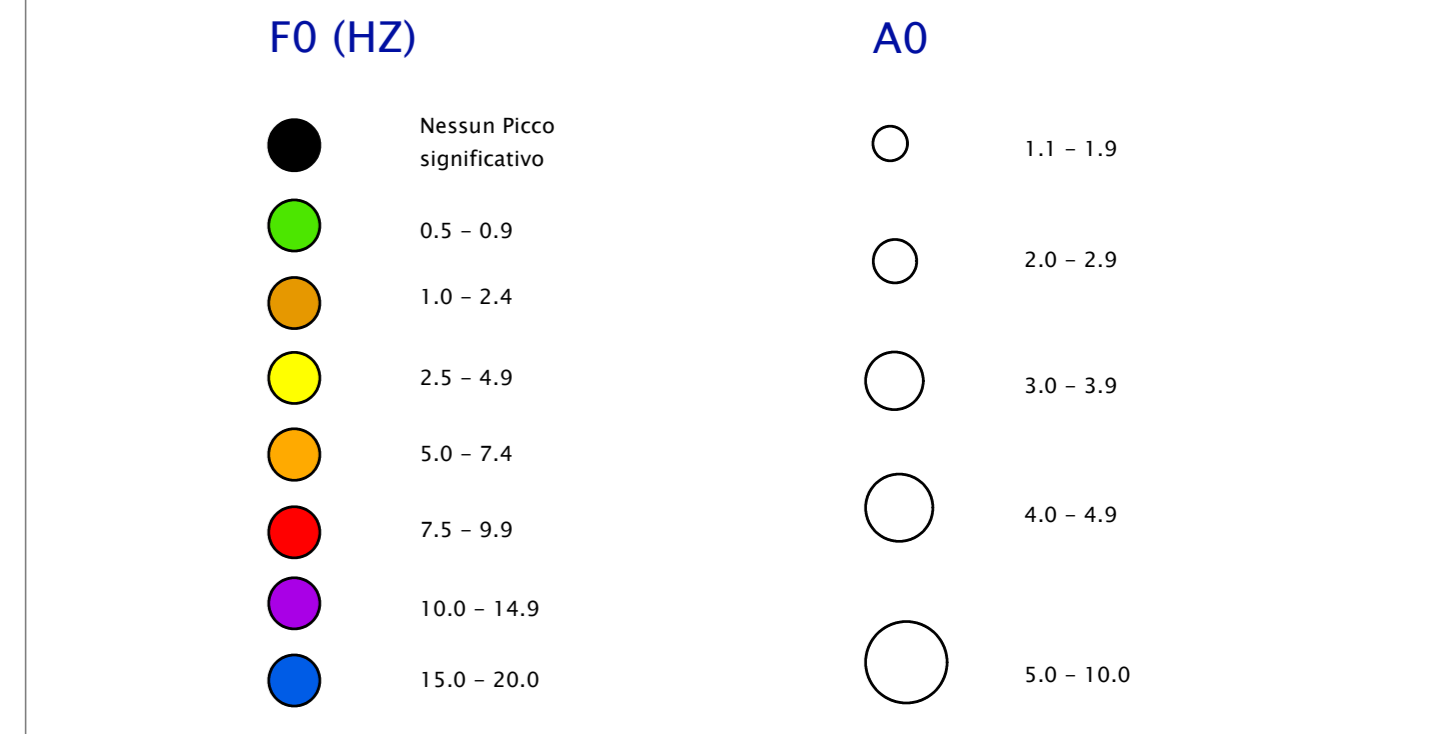 F0 (HZ)
Nessun Picco
significativo
0.5 – 0.9
1.0 – 2.4
2.5 – 4.9
5.0 – 7.4
7.5 – 9.9
10.0 – 14.9
15.0 – 20.0
A0
1.1 – 1.9
2.0 – 2.9
3.0 – 3.9
4.0 – 4.9
5.0 – 10.0